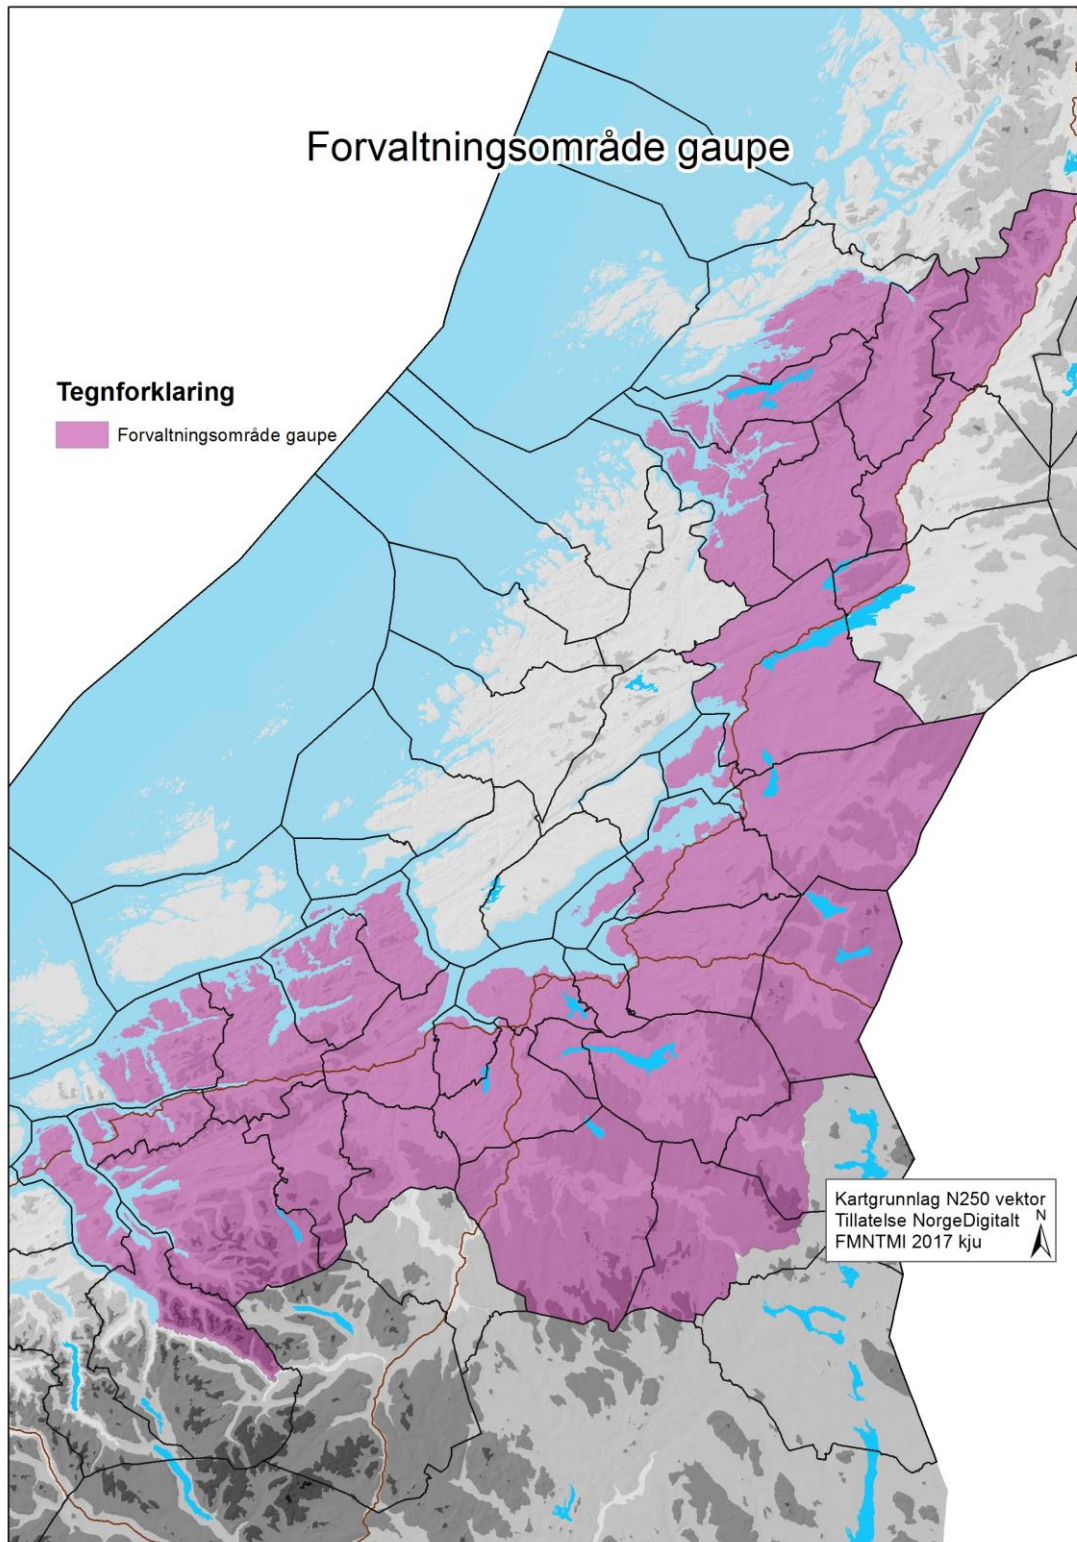 Forvaltningsområde gaupe
Tegnforklaring
Forvaltningsområde gaupe
Kartgrunnlag N250 vektor
Tillatelse NorgeDigitalt
FMNTMI 2017 kju
N